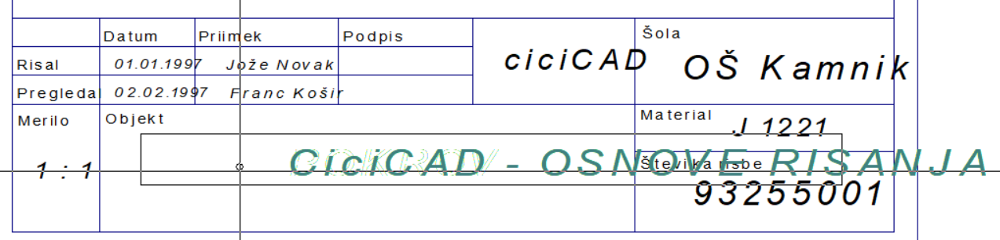 Datum Priimek Podpis Šola
Risal 01.01.1997 Jože Novak ciciCAD OŠ Kamnik
Pregledal 02.02.1997 Franc Košir
Merilo Objekt Material J 1221
1 : 1 CiciCAD - OSNOVE RISANJA
Številka risbe
93255001